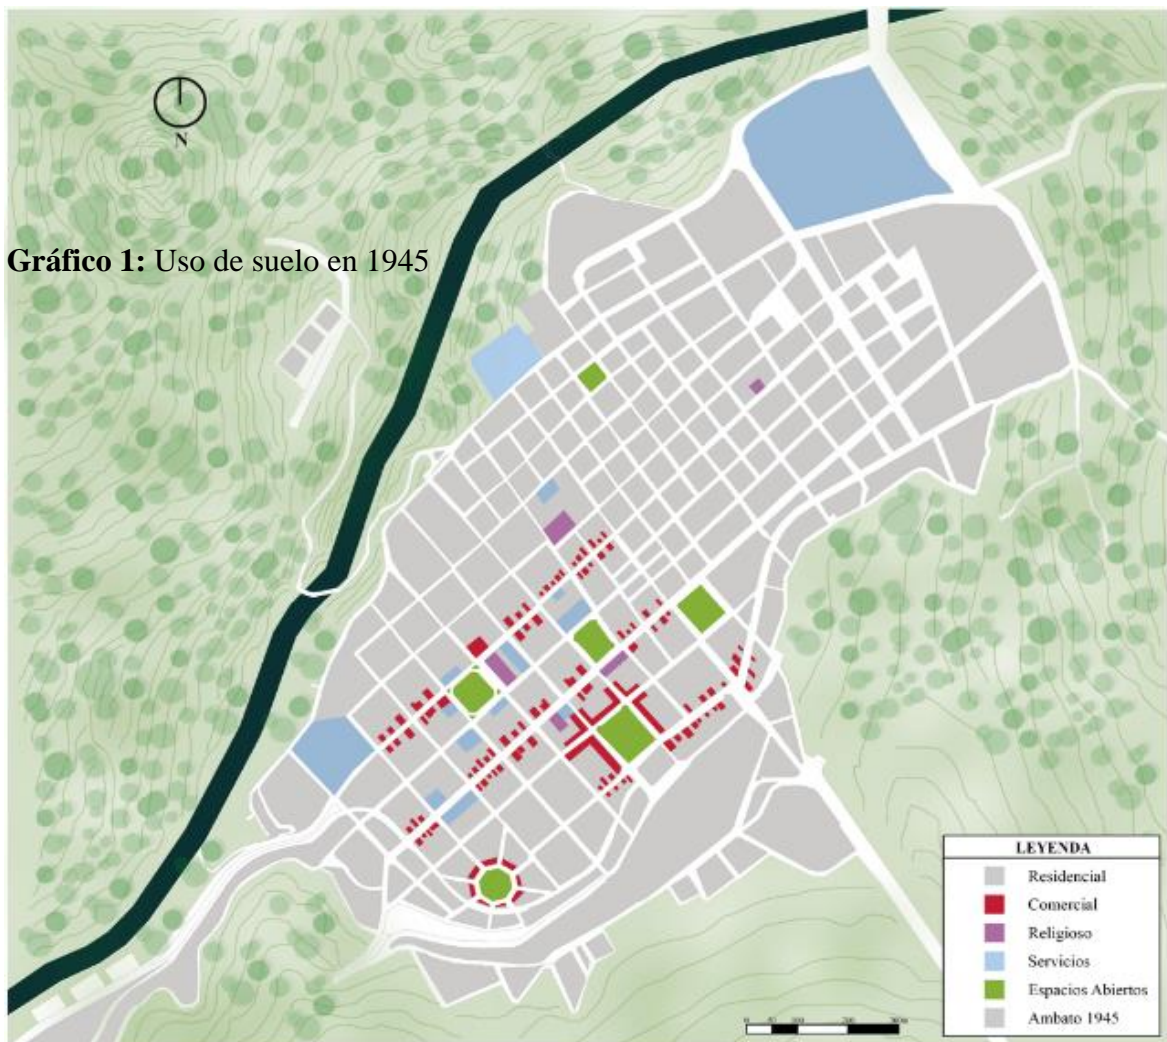 N
Gráfico 1: Uso de suelo en 1945
LEYENDA
Residencial
Comercial
Religioso
Servicios
Espacios Abiertos
Ambato 1945